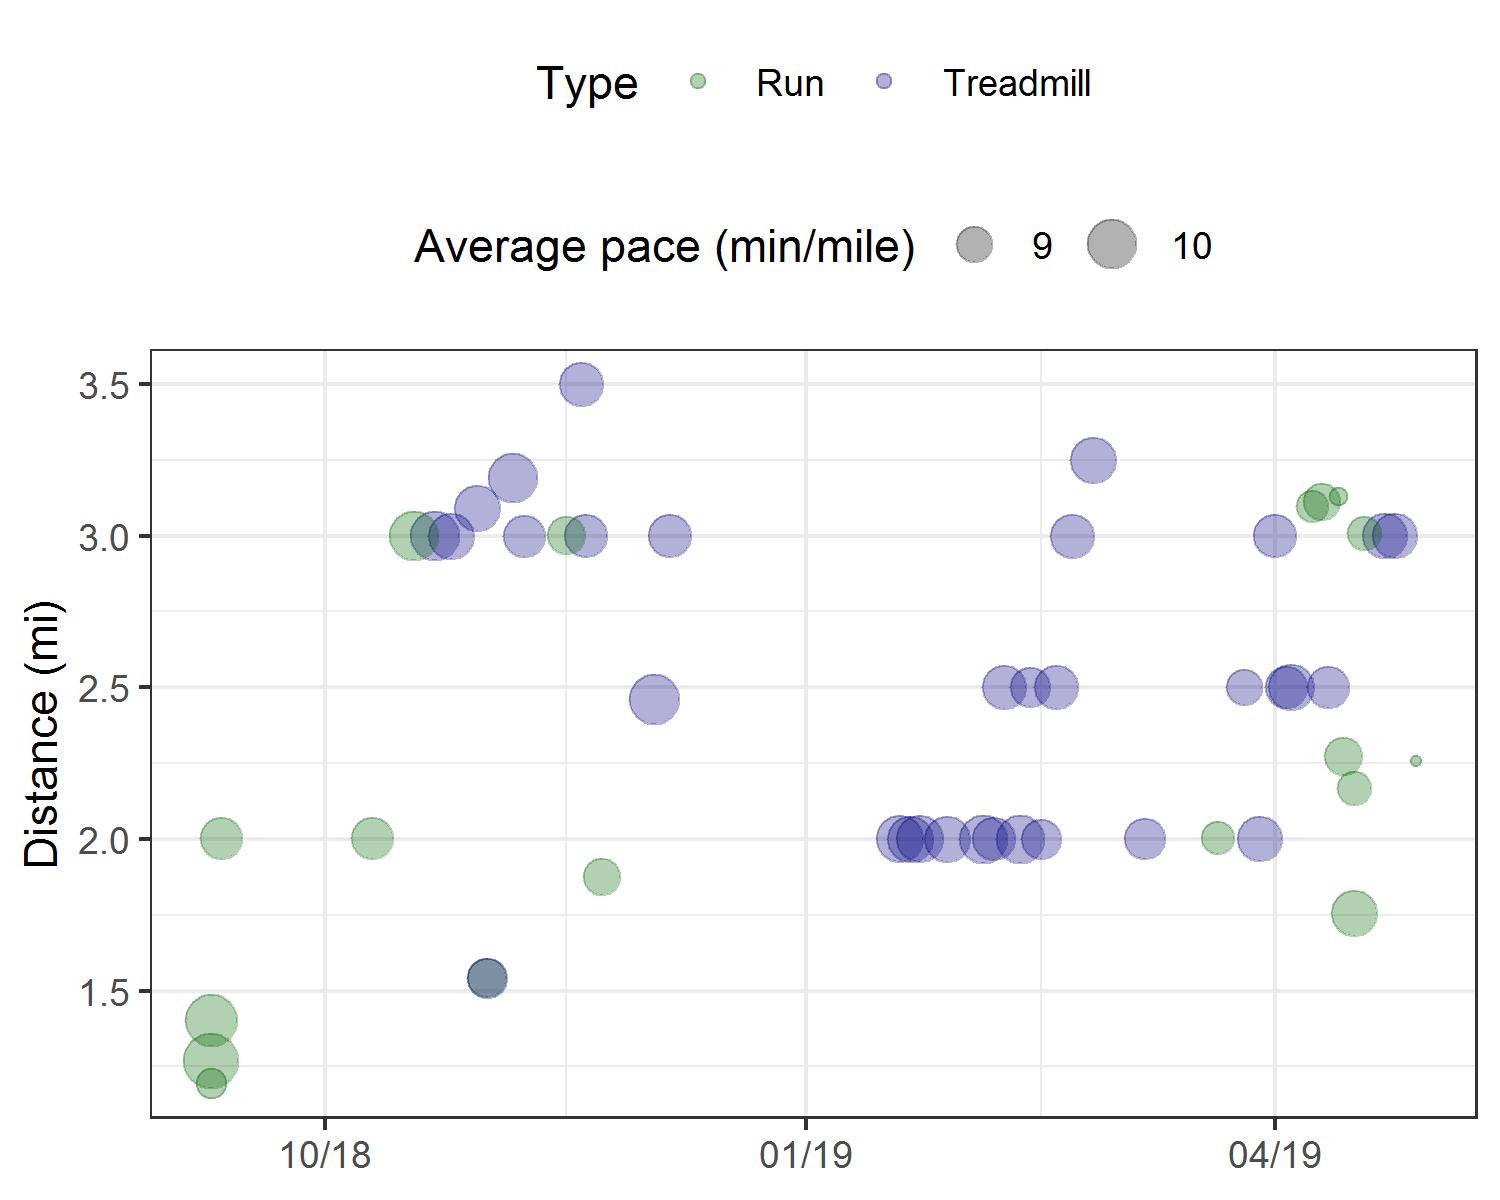 Type Run Treadmill
Average pace (min/mile) 9 10
3.5
3.0
2.5
2.0
1.5
Distance (mi)
10/18 01/19 04/19